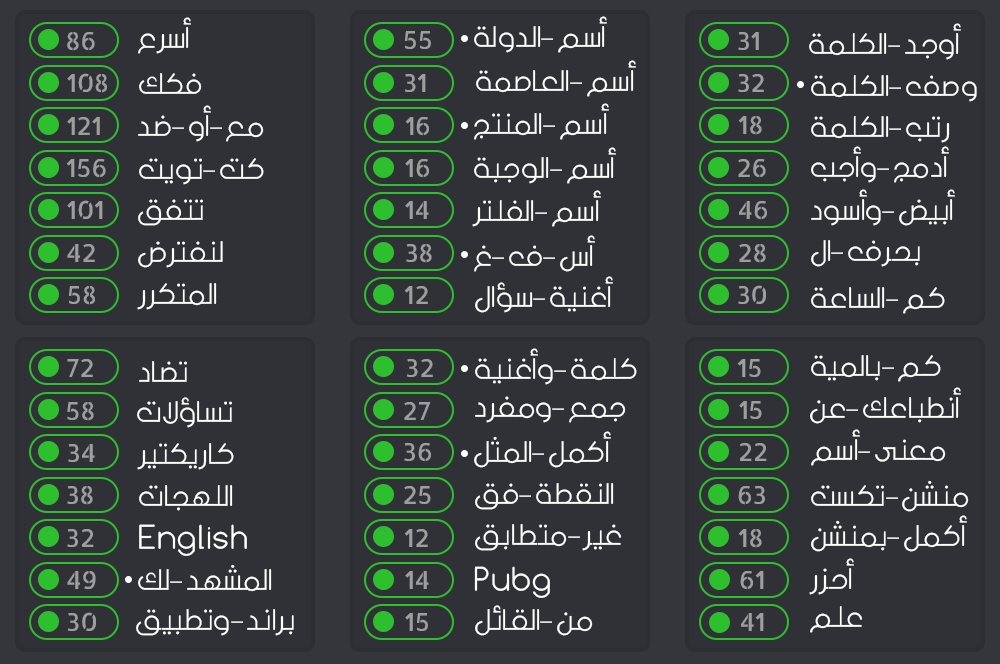 أوجد-الكلمة 31
• وصف-الكلمة 32
رتب-الكلمة 18
أدمج-وأجب 26
أبيض-وأسود 46
بحرف-ال 28
كم-الساعة 30
أسم-الدولة • 55
أسم-العاصمة 31
أسم-المنتج • 16
أسم-الوجبة 16
أسم-الفلتر 14
أس-ف-غ • 38
أغنية-سؤال 12
أسرع 86
فكك 108
مع-أو-ضد 121
كت-تويت 156
تتفق 101
لنفترض 42
المتكرر 58
كم-بالمية 15
أنطباعك-عن 15
معنى-أسم 22
منشن-تكست 63
أكمل-بمنشن 18
أحزر 61
علم 41
كلمة-وأغنية • 32
جمع-ومفرد 27
أكمل-المثل • 36
النقطة-فق 25
غير-متطابق 12
Pubg 14
من-القائل 15
تضاد 72
تساؤلات 58
كاريكتير 34
اللهجات 38
English 32
المشهد-لك • 49
براند-وتطبيق 30